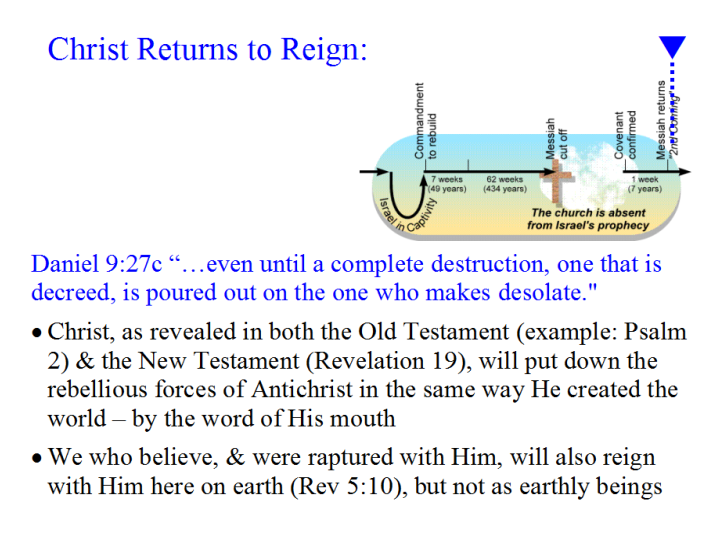 Christ Returns to Reign:
Commandment
to rebuild
Messiah
cut off
Covenant
confirmed
Messiah returns
"2nd Coming"
7 weeks
(49 years)
62 weeks
(434 years)
1 week
(7 years)
Israel in Captivity
The church is absent
from Israel's prophecy
Daniel 9:27c “…even until a complete destruction, one that is
decreed, is poured out on the one who makes desolate."
• Christ, as revealed in both the Old Testament (example: Psalm
2) & the New Testament (Revelation 19), will put down the
rebellious forces of Antichrist in the same way He created the
world – by the word of His mouth
• We who believe, & were raptured with Him, will also reign
with Him here on earth (Rev 5:10), but not as earthly beings